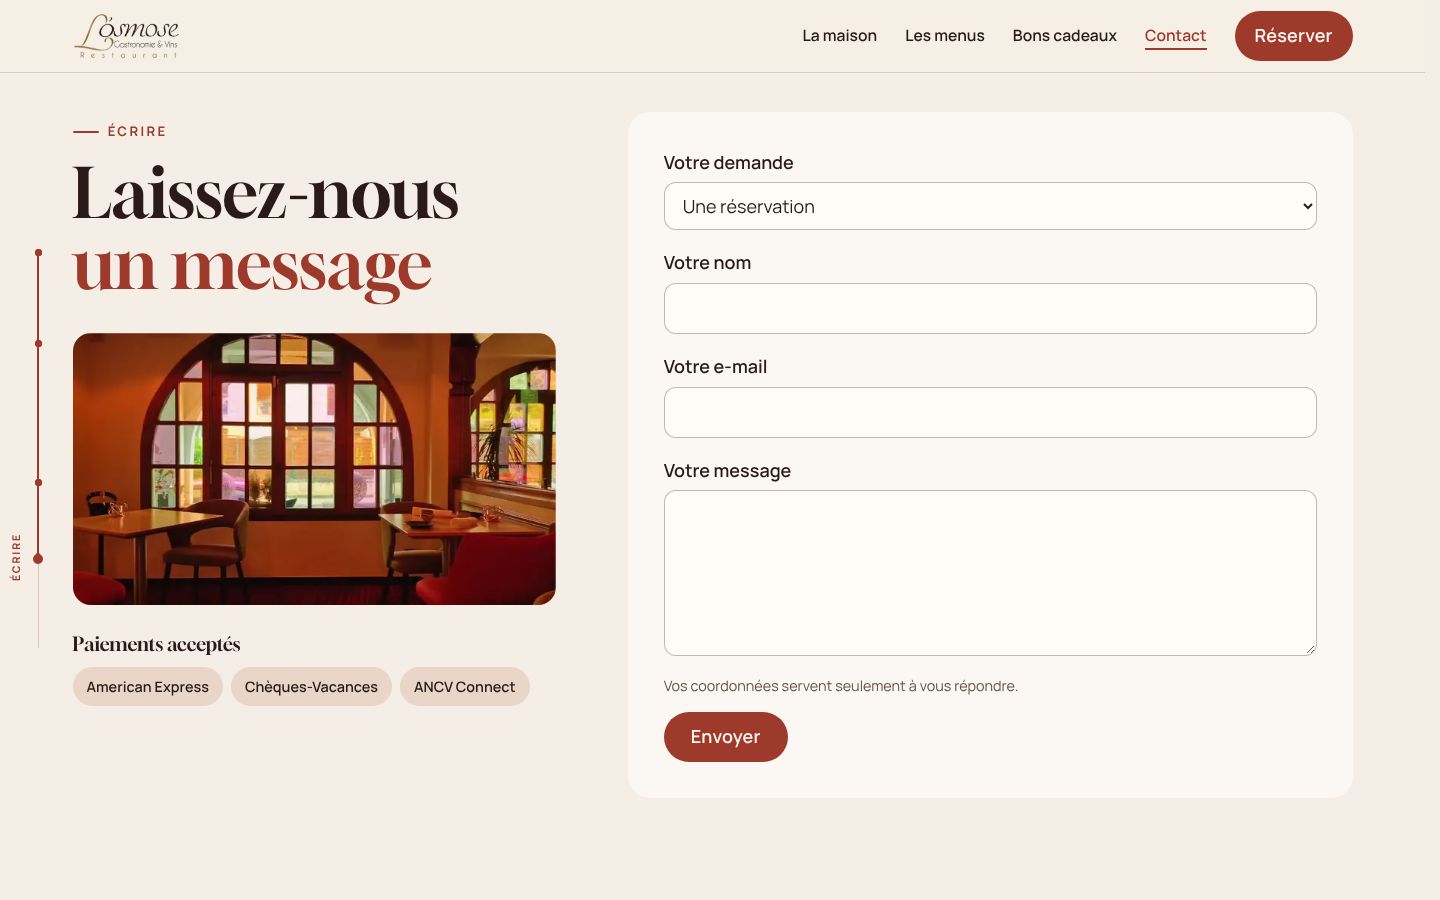 L'osmose
Gastronomie & Vins
Restaurant
La maison
Les menus
Bons cadeaux
Contact
Réserver
ÉCRIRE
Laissez-nous
un message
ÉCRIRE
Paiements acceptés
American Express
Chèques-Vacances
ANCV Connect
Votre demande
Une réservation
Votre nom
Votre e-mail
Votre message
Vos coordonnées servent seulement à vous répondre.
Envoyer